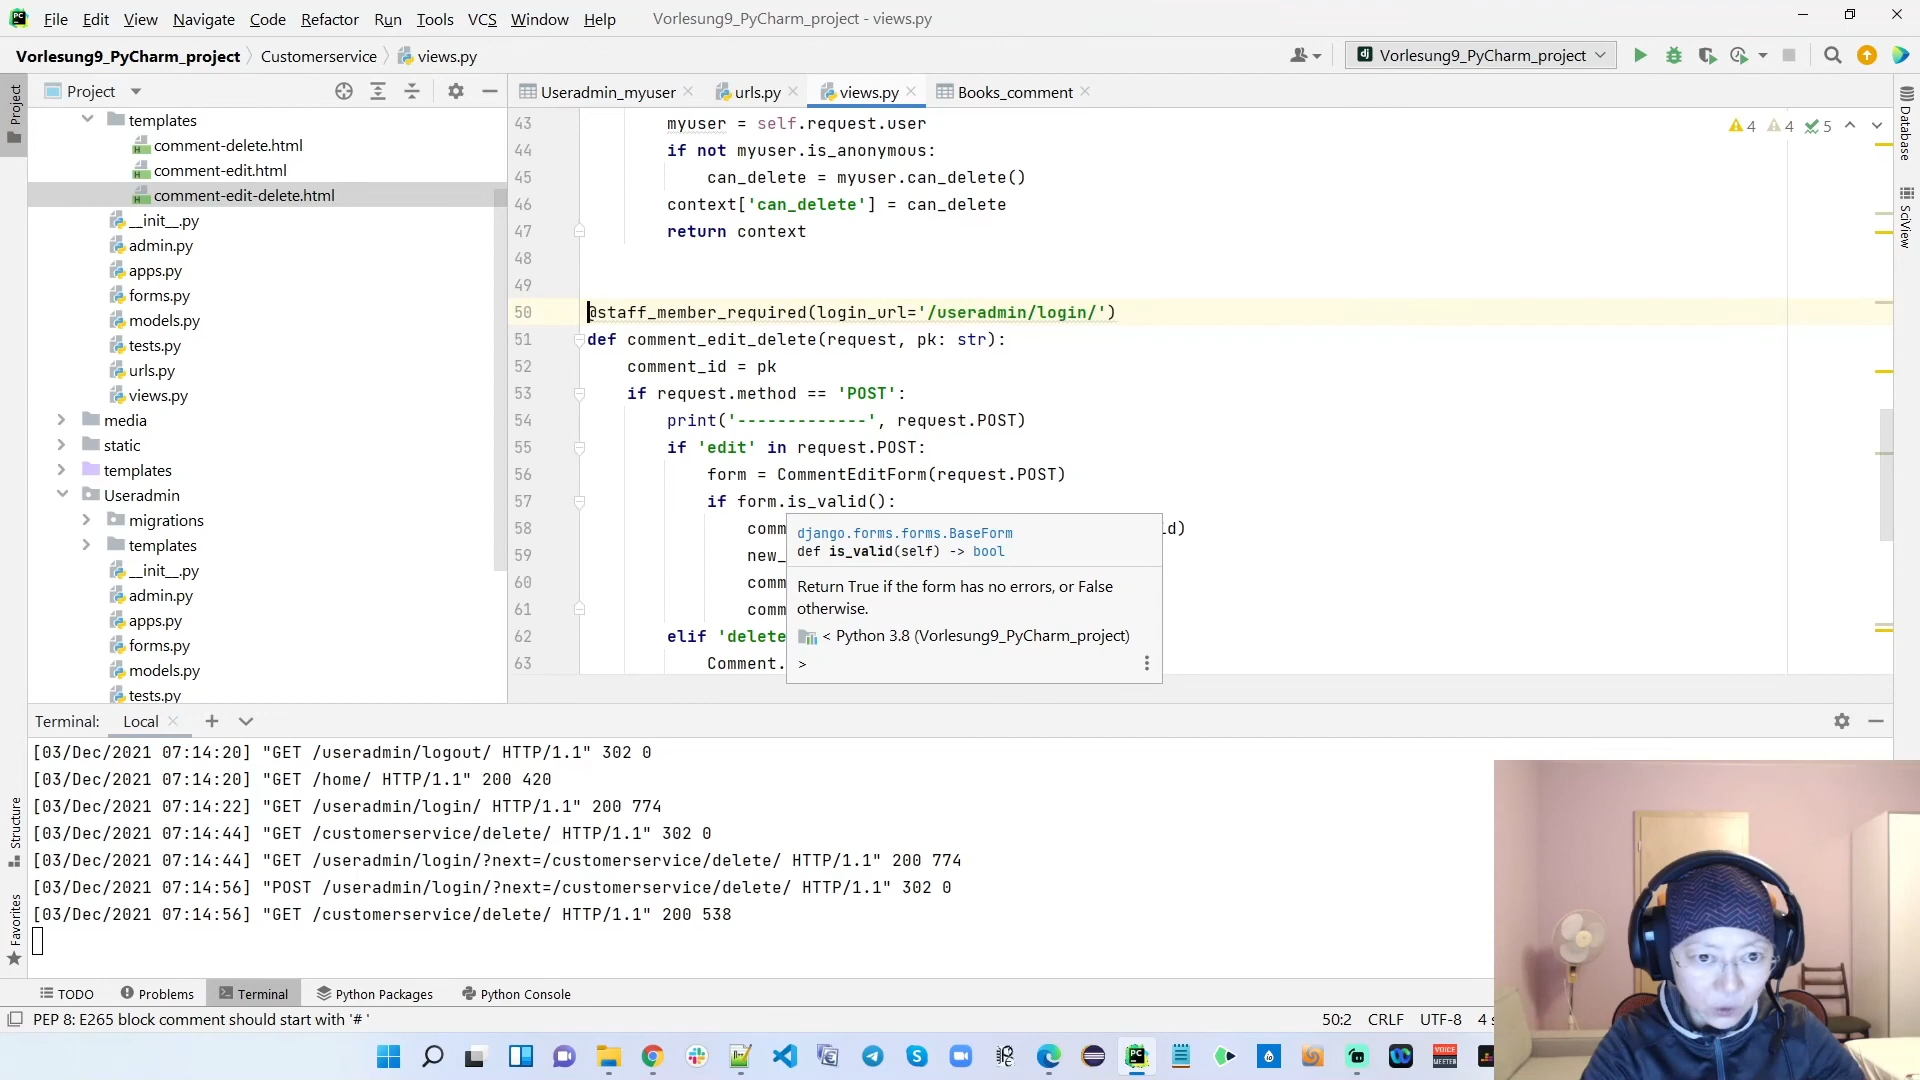 File Edit View Navigate Code Refactor Run Tools VCS Window Help Vorlesung9_PyCharm_project - views.py
Vorlesung9_PyCharm_project Customerservice views.py
Vorlesung9_PyCharm_project
Project
Useradmin_myuser
urls.py
views.py
Books_comment
Project
Structure
Favorites
Database
SciView
templates
comment-delete.html
comment-edit.html
comment-edit-delete.html
__init__.py
admin.py
apps.py
forms.py
models.py
tests.py
urls.py
views.py
media
static
templates
Useradmin
migrations
templates
__init__.py
admin.py
apps.py
forms.py
models.py
tests.py
4 4 5
43 myuser = self.request.user
44 if not myuser.is_anonymous:
45 can_delete = myuser.can_delete()
46 context['can_delete'] = can_delete
47 return context
48
49
50 @staff_member_required(login_url='/useradmin/login/')
51 def comment_edit_delete(request, pk: str):
52 comment_id = pk
53 if request.method == 'POST':
54 print('-------------', request.POST)
55 if 'edit' in request.POST:
56 form = CommentEditForm(request.POST)
57 if form.is_valid():
58 comm d)
59 new_
60 comm
61 comm
62 elif 'delete
63 Comment.
django.forms.forms.BaseForm
def is_valid(self) -> bool
Return True if the form has no errors, or False
otherwise.
< Python 3.8 (Vorlesung9_PyCharm_project)
>
Terminal: Local
[03/Dec/2021 07:14:20] "GET /useradmin/logout/ HTTP/1.1" 302 0
[03/Dec/2021 07:14:20] "GET /home/ HTTP/1.1" 200 420
[03/Dec/2021 07:14:22] "GET /useradmin/login/ HTTP/1.1" 200 774
[03/Dec/2021 07:14:44] "GET /customerservice/delete/ HTTP/1.1" 302 0
[03/Dec/2021 07:14:44] "GET /useradmin/login/?next=/customerservice/delete/ HTTP/1.1" 200 774
[03/Dec/2021 07:14:56] "POST /useradmin/login/?next=/customerservice/delete/ HTTP/1.1" 302 0
[03/Dec/2021 07:14:56] "GET /customerservice/delete/ HTTP/1.1" 200 538
TODO Problems Terminal Python Packages Python Console
PEP 8: E265 block comment should start with '# '
50:2 CRLF UTF-8 4 s
VOICE
MEETER